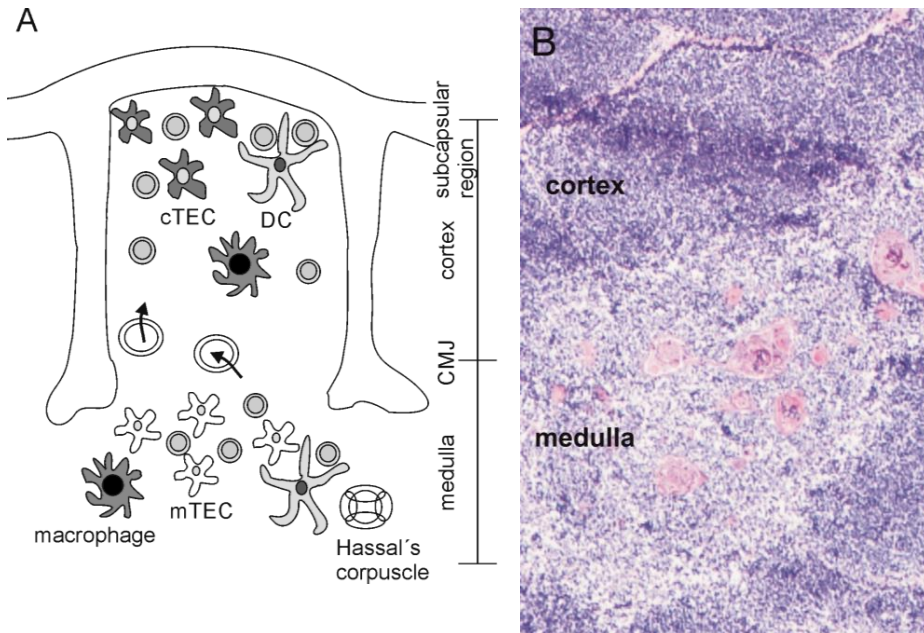 A
subcapsular
region
cTEC
DC
cortex
CMJ
mTEC
medulla
macrophage
Hassal´s
corpuscle
B
cortex
medulla